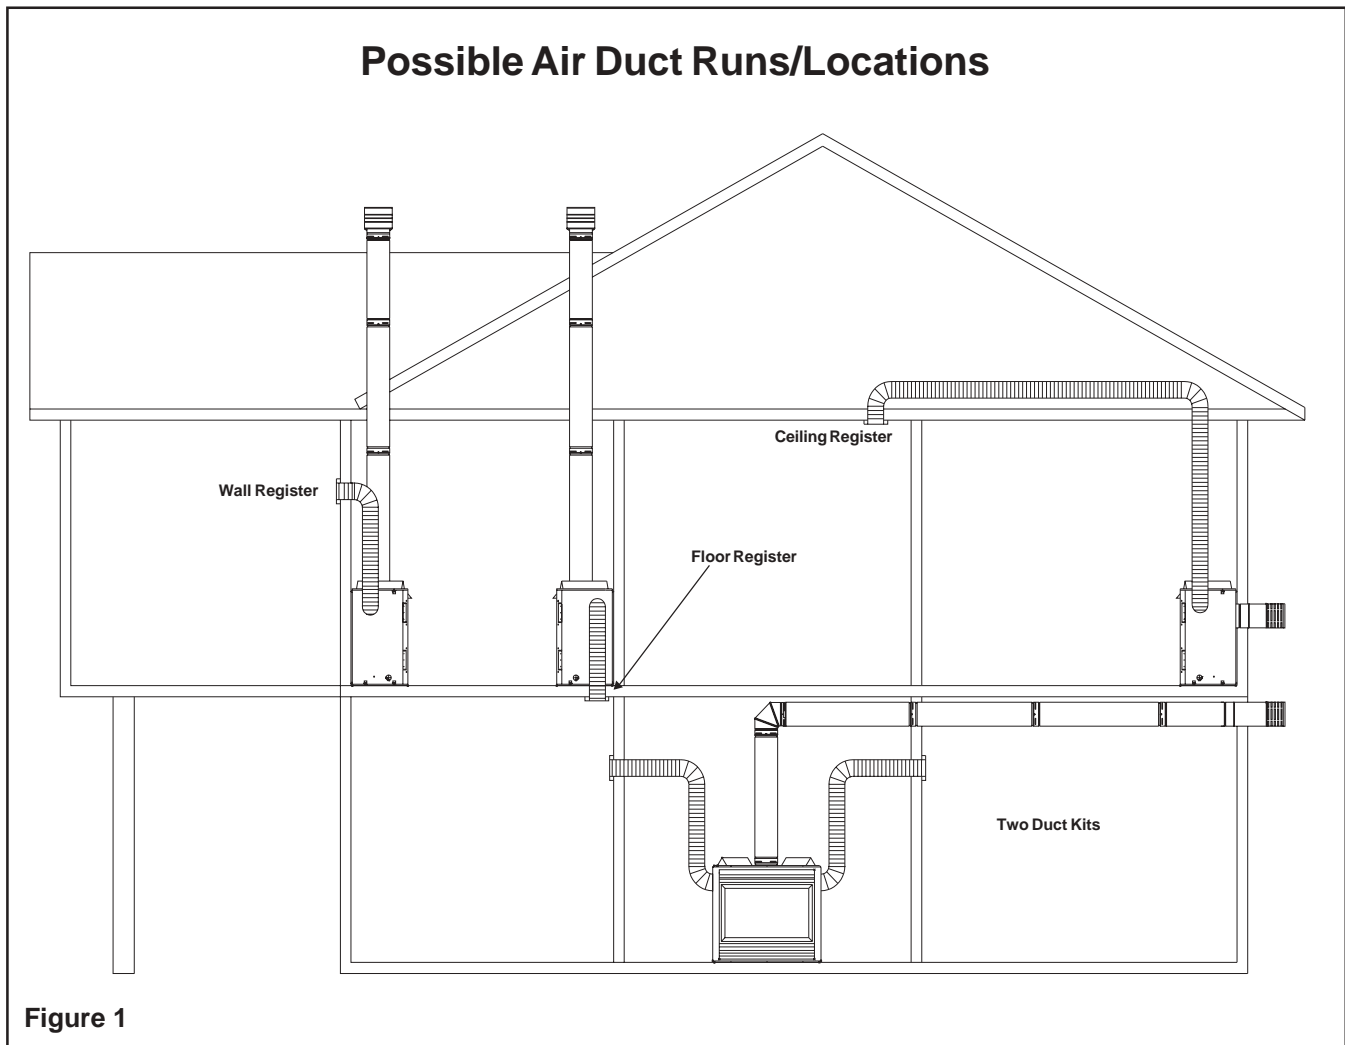 Possible Air Duct Runs/Locations
Ceiling Register
Wall Register
Floor Register
Two Duct Kits
Figure 1